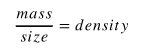 mass
size = density